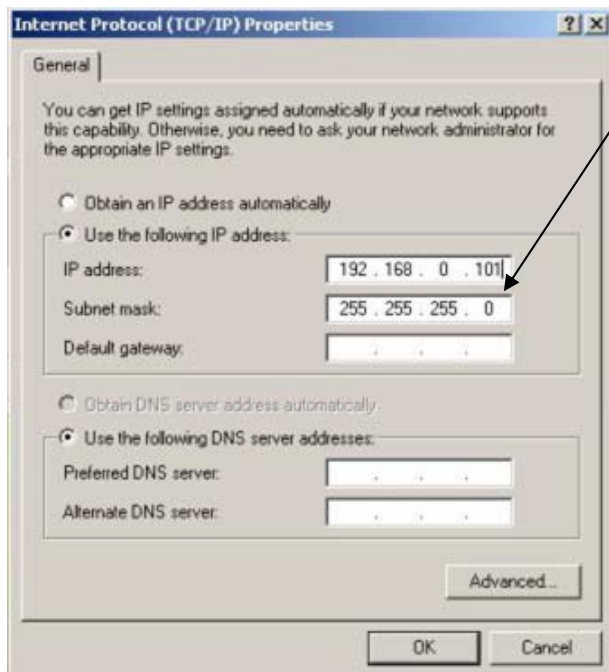 Internet Protocol (TCP/IP) Properties
General
You can get IP settings assigned automatically if your network supports
this capability. Otherwise, you need to ask your network administrator for
the appropriate IP settings.
Obtain an IP address automatically
Use the following IP address:
IP address: 192 . 168 . 0 . 101
Subnet mask: 255 . 255 . 255 . 0
Default gateway: . . .
Obtain DNS server address automatically
Use the following DNS server addresses:
Preferred DNS server: . . .
Alternate DNS server: . . .
Advanced...
OK Cancel